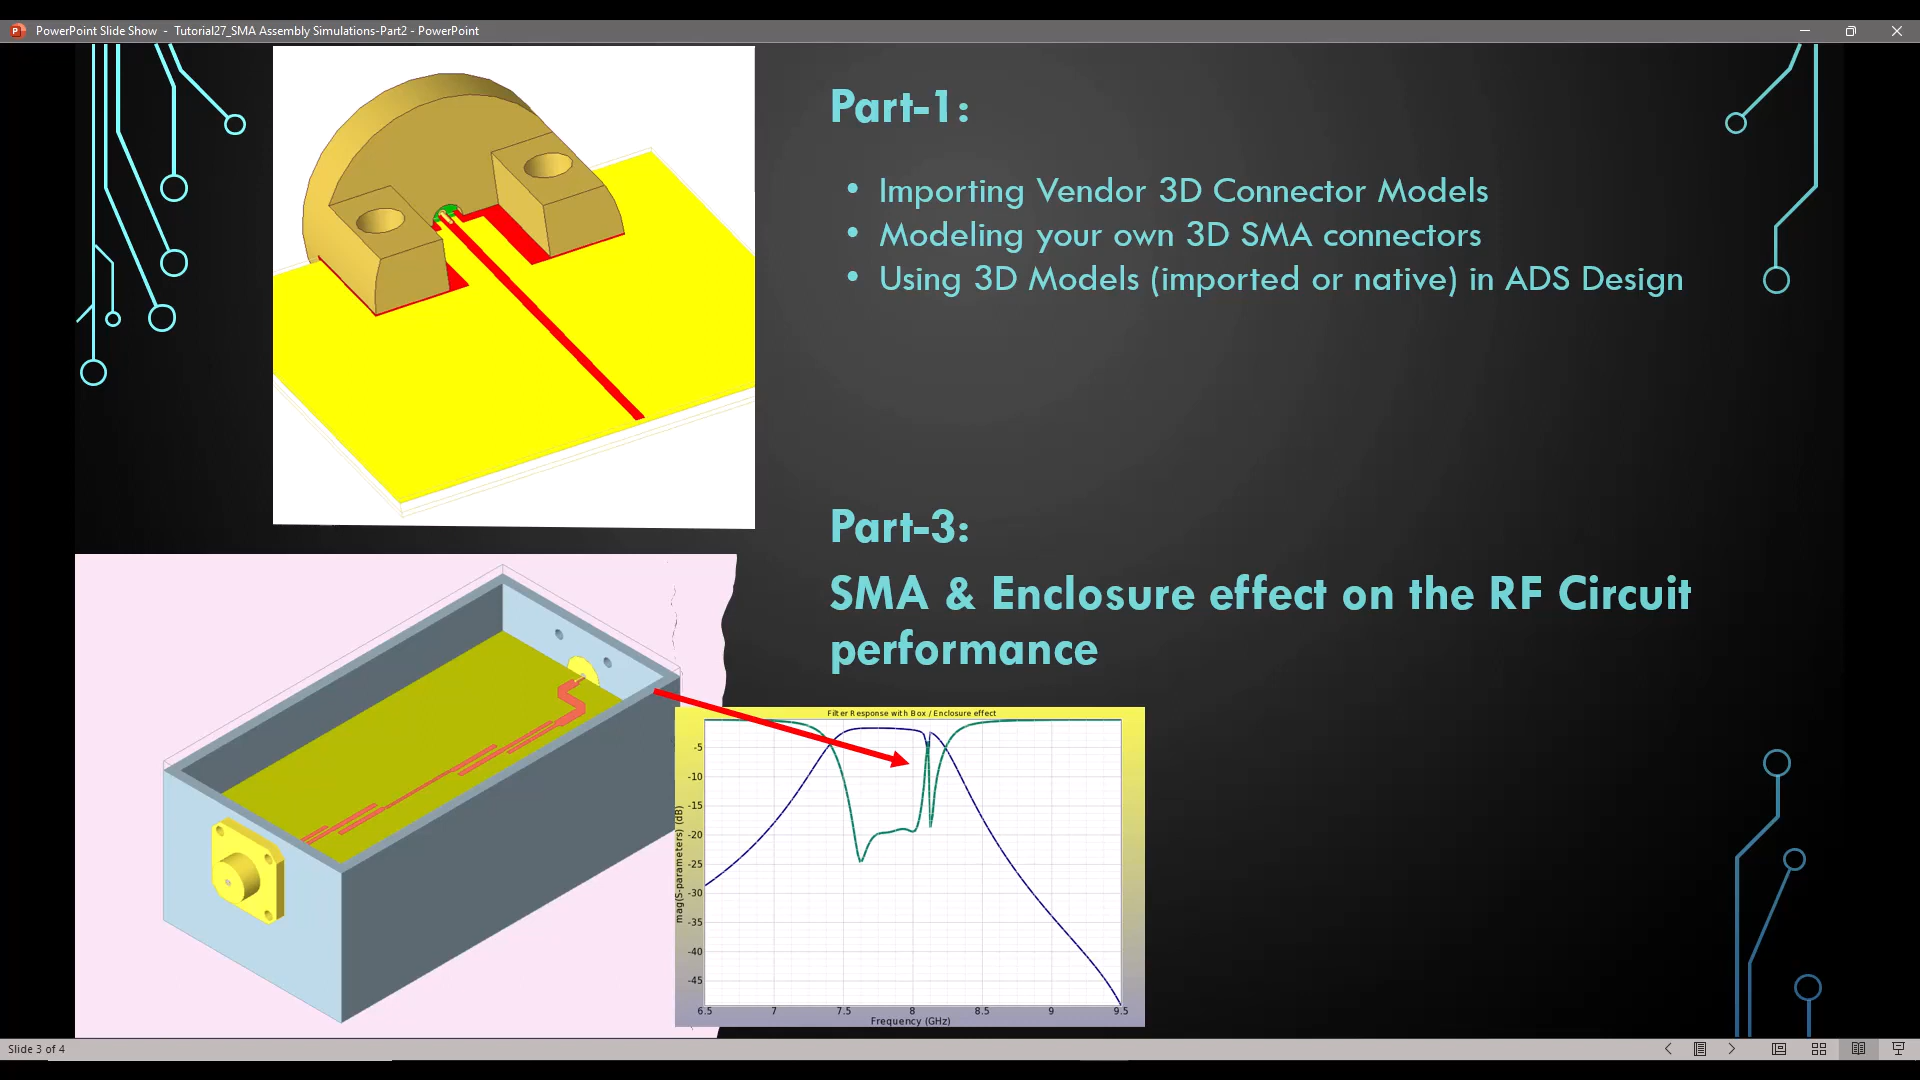 PowerPoint Slide Show - Tutorial27_SMA Assembly Simulations-Part2 - PowerPoint
Part-1:
• Importing Vendor 3D Connector Models
• Modeling your own 3D SMA connectors
• Using 3D Models (imported or native) in ADS Design
Part-3:
SMA & Enclosure effect on the RF Circuit
performance
Filter Response with Box / Enclosure effect
mag(S-parameters) (dB)
-5
-10
-15
-20
-25
-30
-35
-40
-45
6.5 7 7.5 8 8.5 9 9.5
Frequency (GHz)
Slide 3 of 4